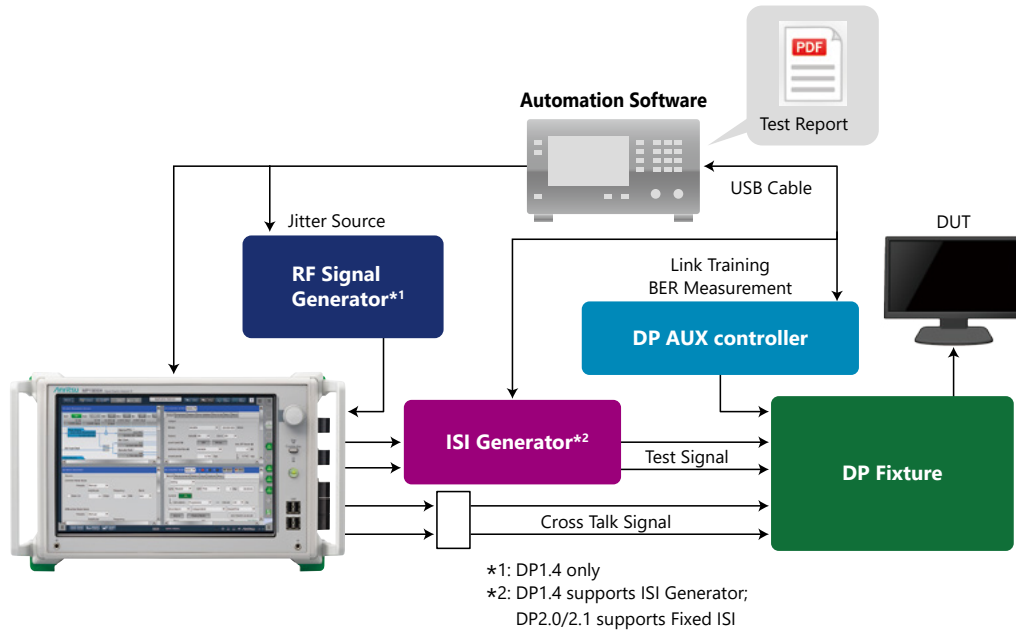 PDF
Automation Software
Test Report
USB Cable
Jitter Source
DUT
RF Signal
Generator*1
Link Training
BER Measurement
DP AUX controller
Anritsu
ISI Generator*2
Test Signal
DP Fixture
Cross Talk Signal
*1: DP1.4 only
*2: DP1.4 supports ISI Generator;
DP2.0/2.1 supports Fixed ISI